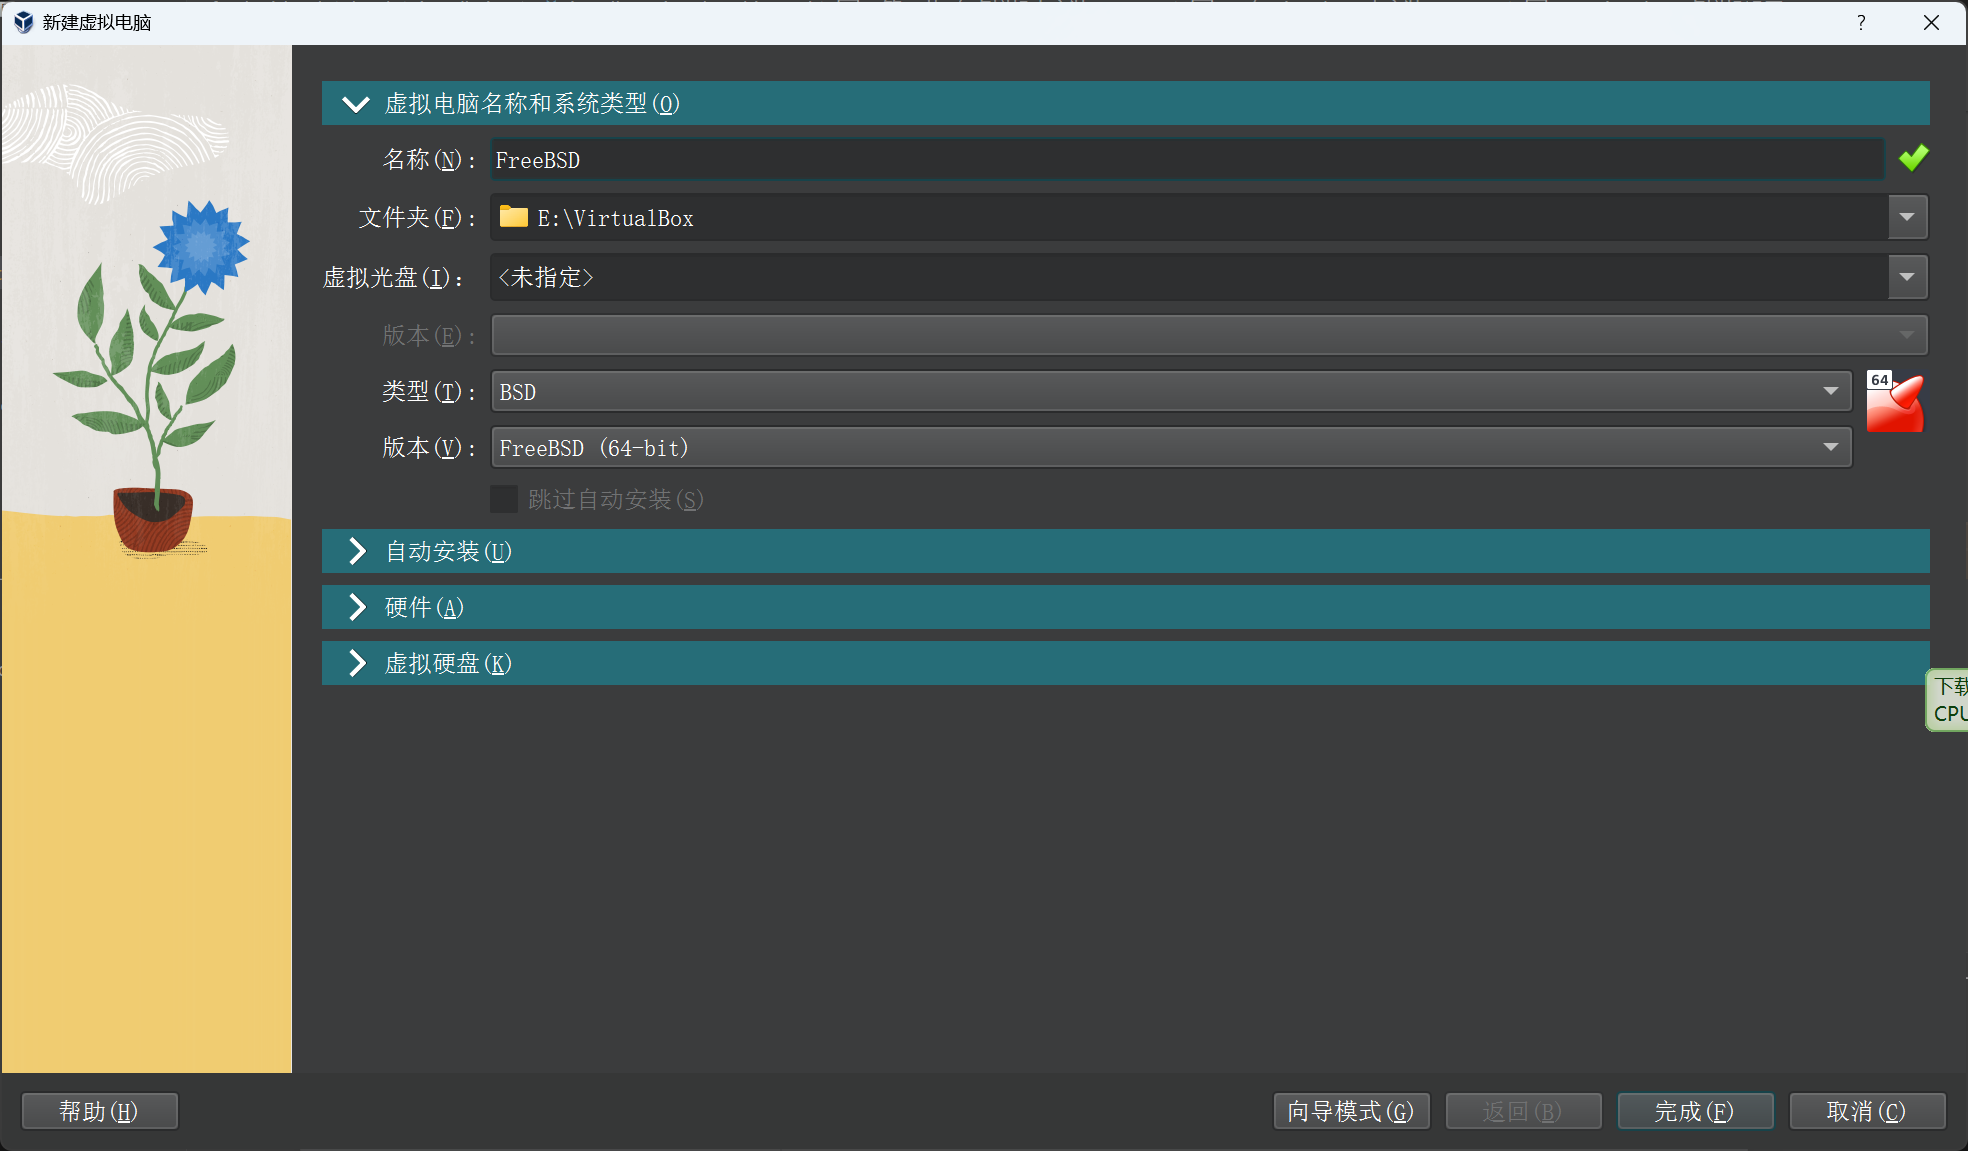 新建虚拟电脑
?
虚拟电脑名称和系统类型(O)
名称(N): FreeBSD
文件夹(F): E:\VirtualBox
虚拟光盘(I): <未指定>
版本(E):
类型(T): BSD
64
版本(V): FreeBSD (64-bit)
跳过自动安装(S)
自动安装(U)
硬件(A)
虚拟硬盘(K)
下载
CPU
帮助(H) 向导模式(G) 返回(B) 完成(F) 取消(C)